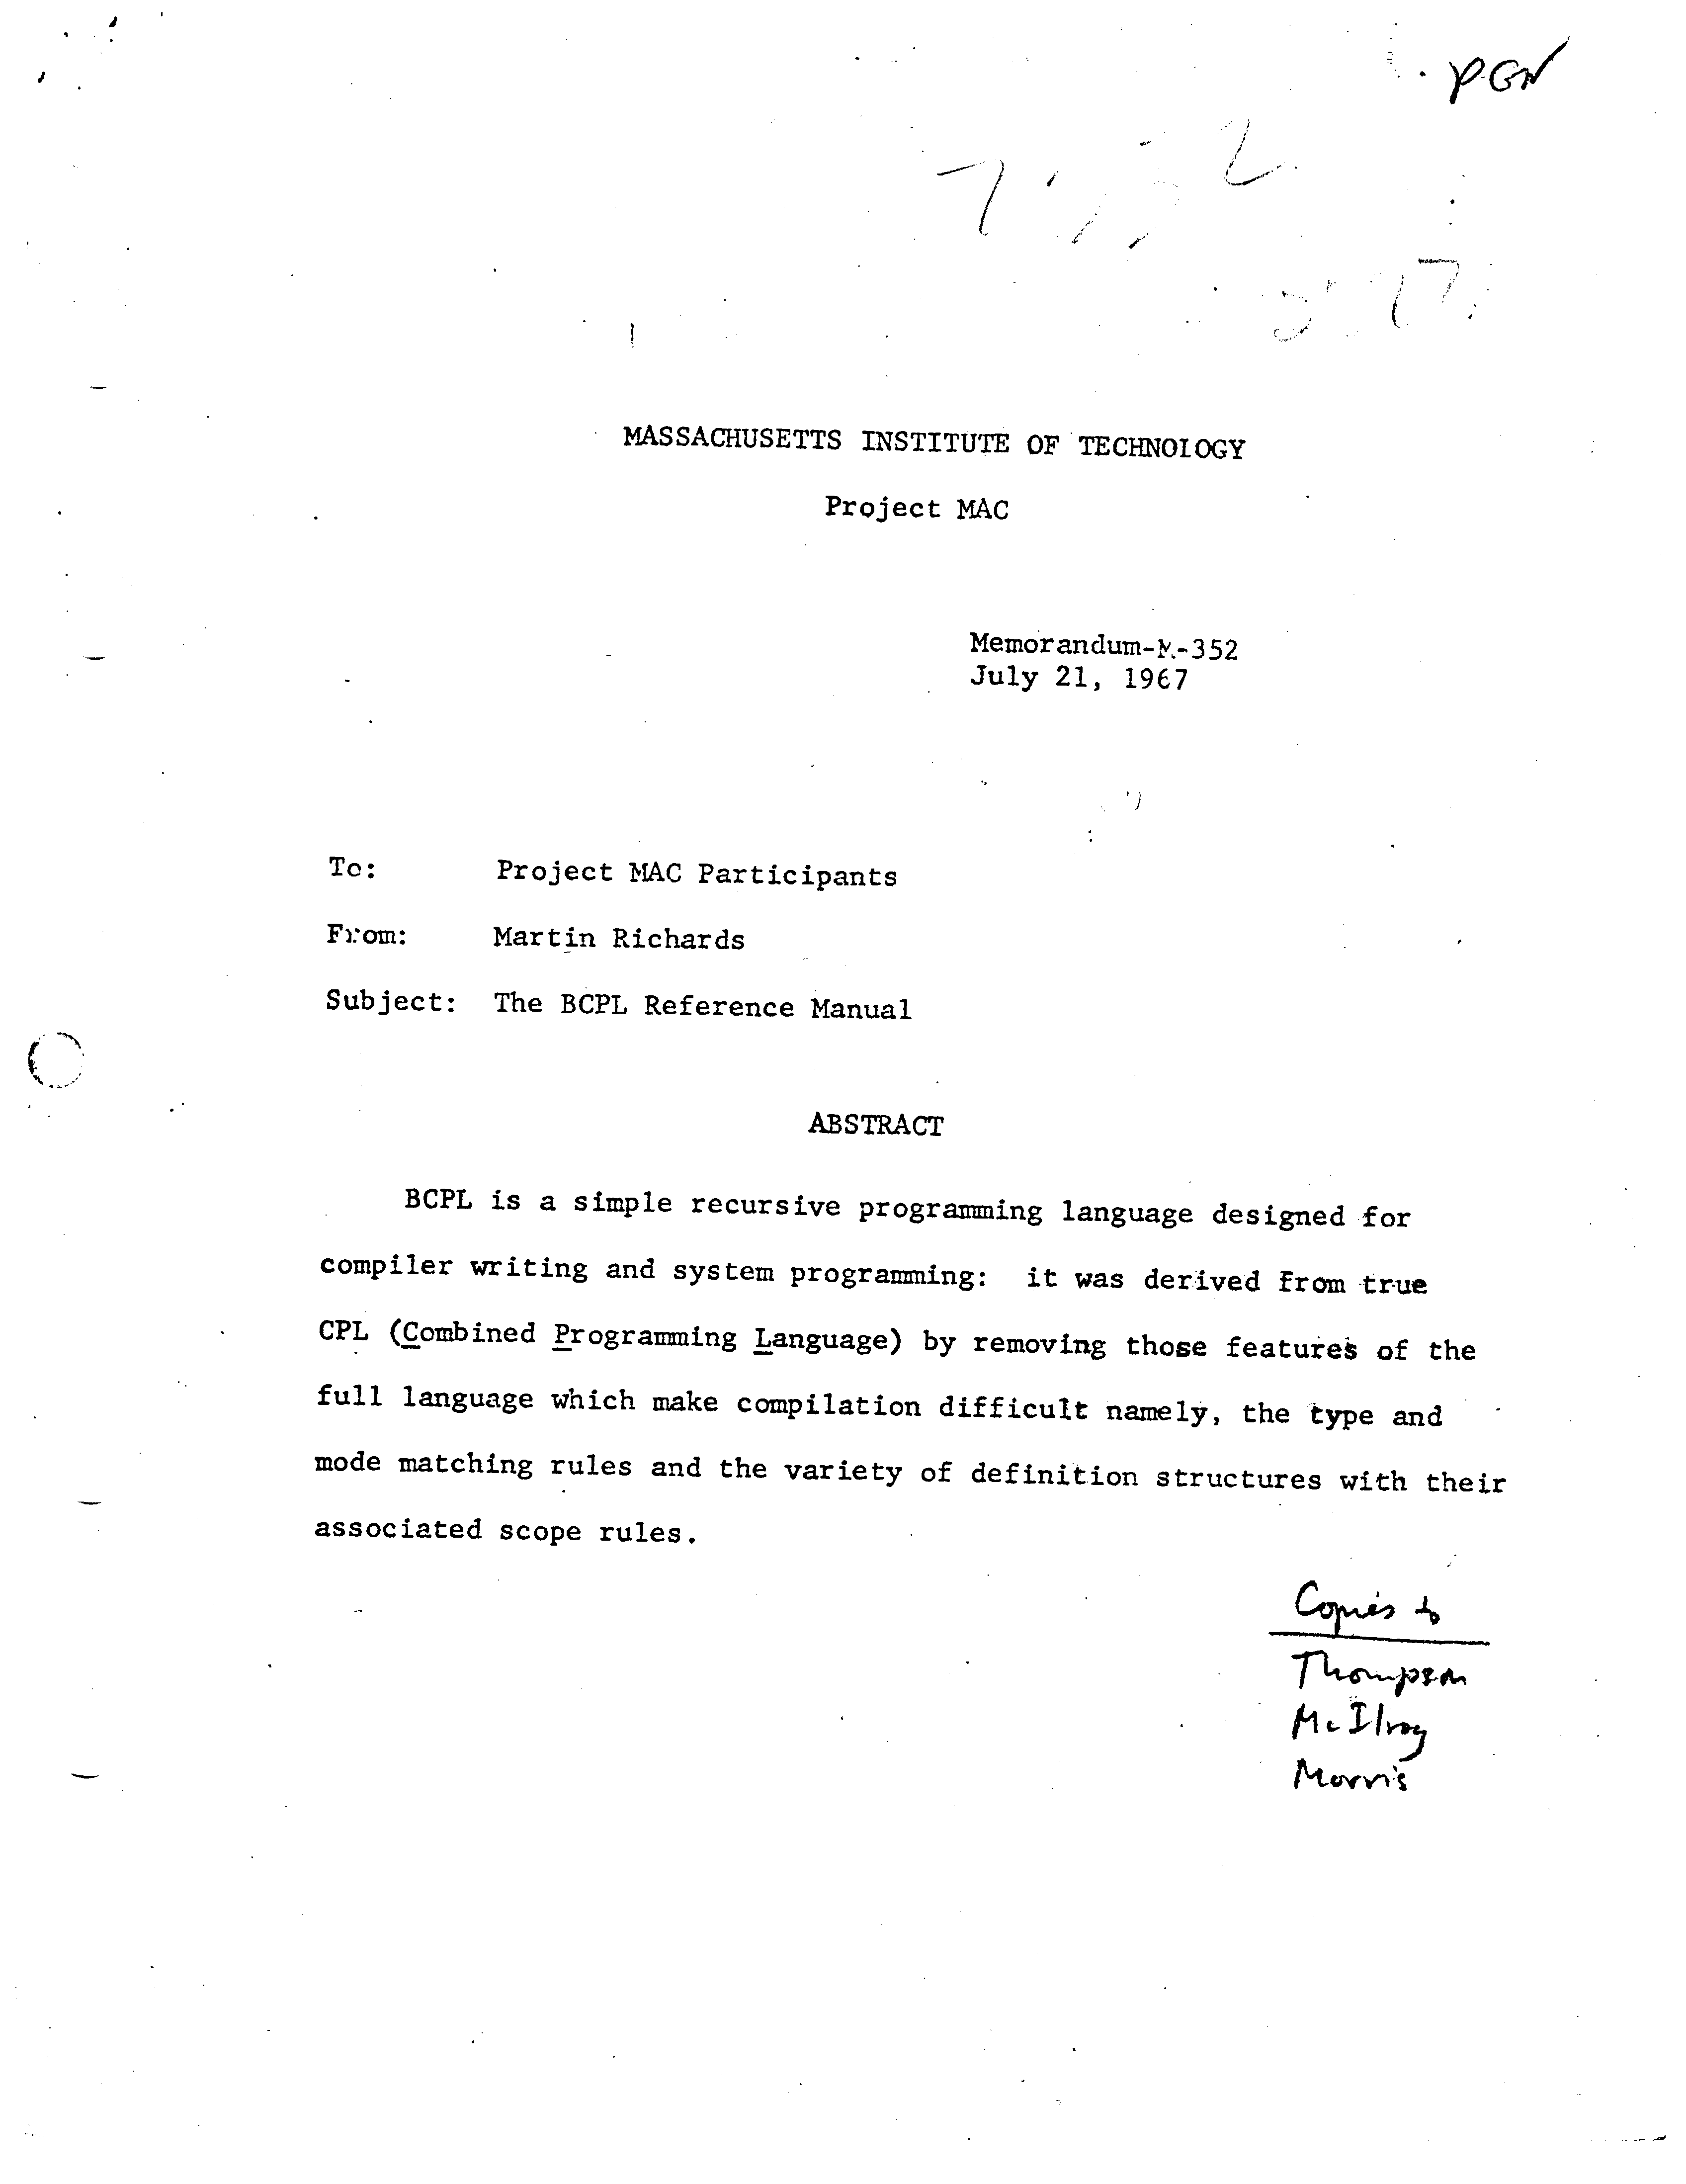 PGN
MASSACHUSETTS INSTITUTE OF TECHNOLOGY
Project MAC
Memorandum-M-352
July 21, 1967
To: Project MAC Participants
From: Martin Richards
Subject: The BCPL Reference Manual
ABSTRACT
BCPL is a simple recursive programming language designed for
compiler writing and system programming: it was derived from true
CPL (Combined Programming Language) by removing those features of the
full language which make compilation difficult namely, the type and
mode matching rules and the variety of definition structures with their
associated scope rules.
Copies to
Thompson
McIlroy
Morris